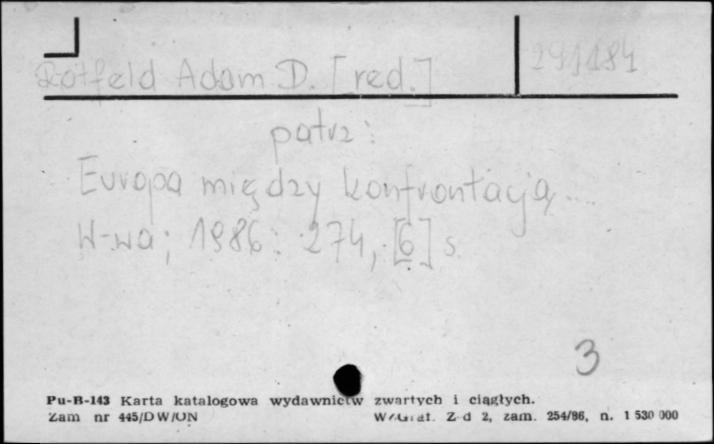 Rotfeld Adam D. [red.] 291184
patrz:
Europa między konfrontacją...
W-wa; 1986: 274, [6] s.
3
Pu-B-143 Karta katalogowa wydawnictw zwartych i ciągłych.
Zam nr 445/DW/UN Z-d 2, zam. 254/86, n. 1 530 000